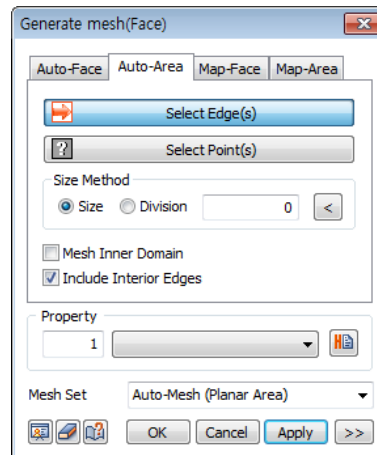 Generate mesh(Face)
Auto-Face Auto-Area Map-Face Map-Area
Select Edge(s)
? Select Point(s)
Size Method
Size Division 0 <
Mesh Inner Domain
Include Interior Edges
Property
1
Mesh Set Auto-Mesh (Planar Area)
OK Cancel Apply >>